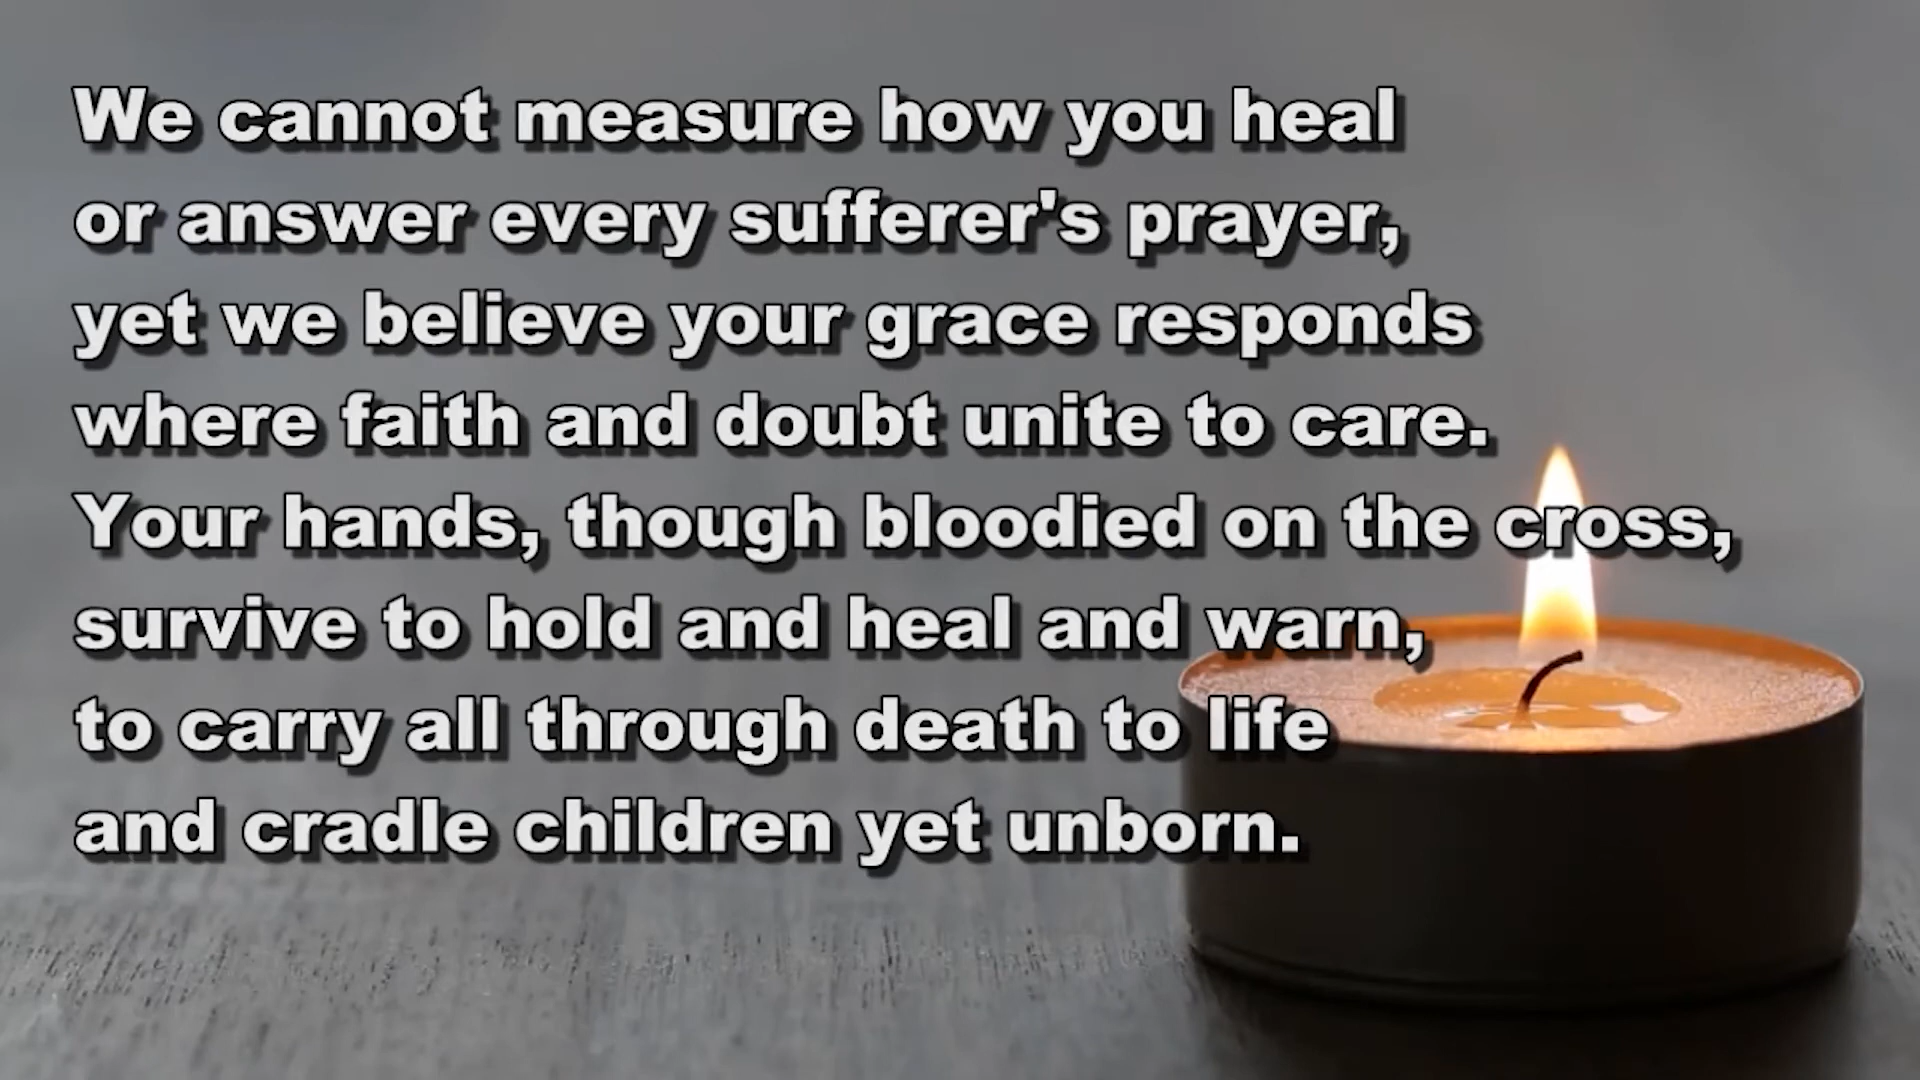 We cannot measure how you heal
or answer every sufferer's prayer,
yet we believe your grace responds
where faith and doubt unite to care.
Your hands, though bloodied on the cross,
survive to hold and heal and warn,
to carry all through death to life
and cradle children yet unborn.